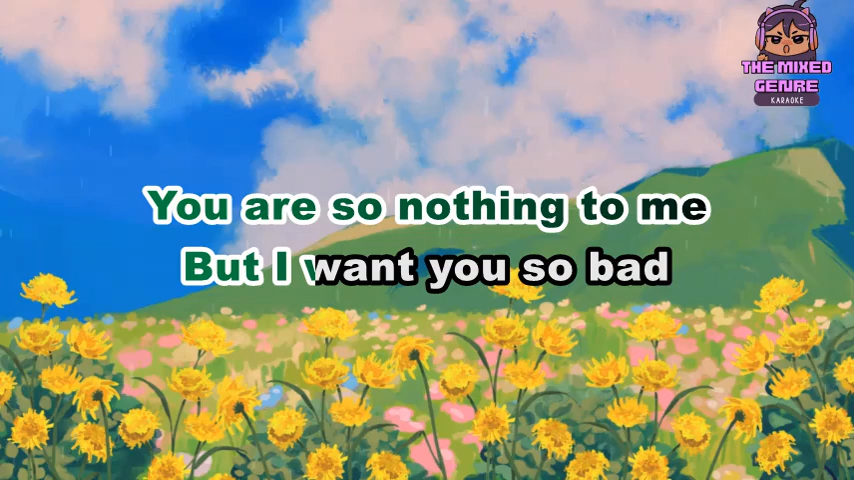 THE MIXED
GENRE
KARAOKE
You are so nothing to me
But I want you so bad